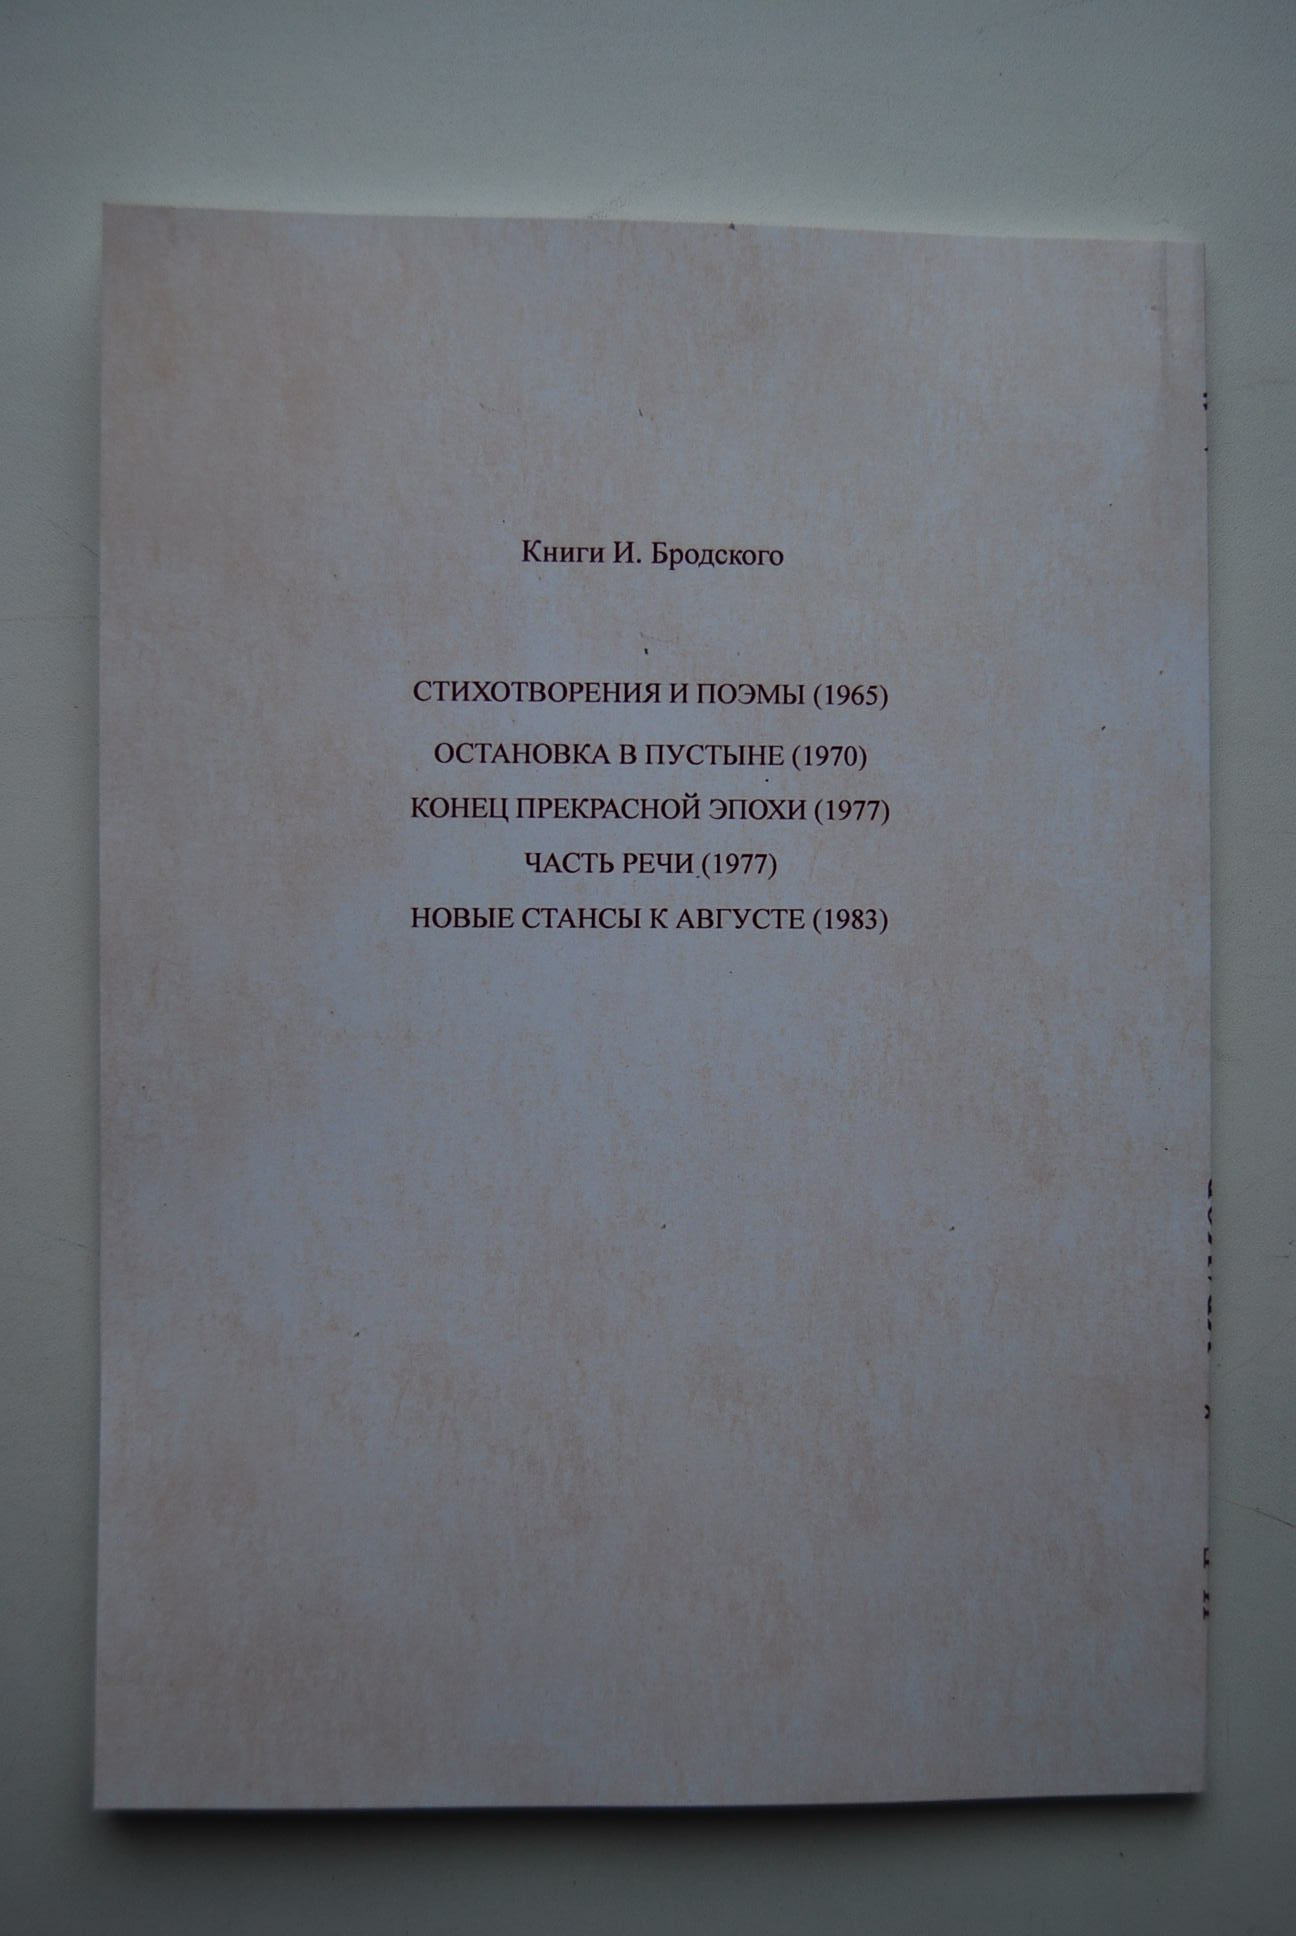 Книги И. Бродского
СТИХОТВОРЕНИЯ И ПОЭМЫ (1965)
ОСТАНОВКА В ПУСТЫНЕ (1970)
КОНЕЦ ПРЕКРАСНОЙ ЭПОХИ (1977)
ЧАСТЬ РЕЧИ (1977)
НОВЫЕ СТАНСЫ К АВГУСТЕ (1983)